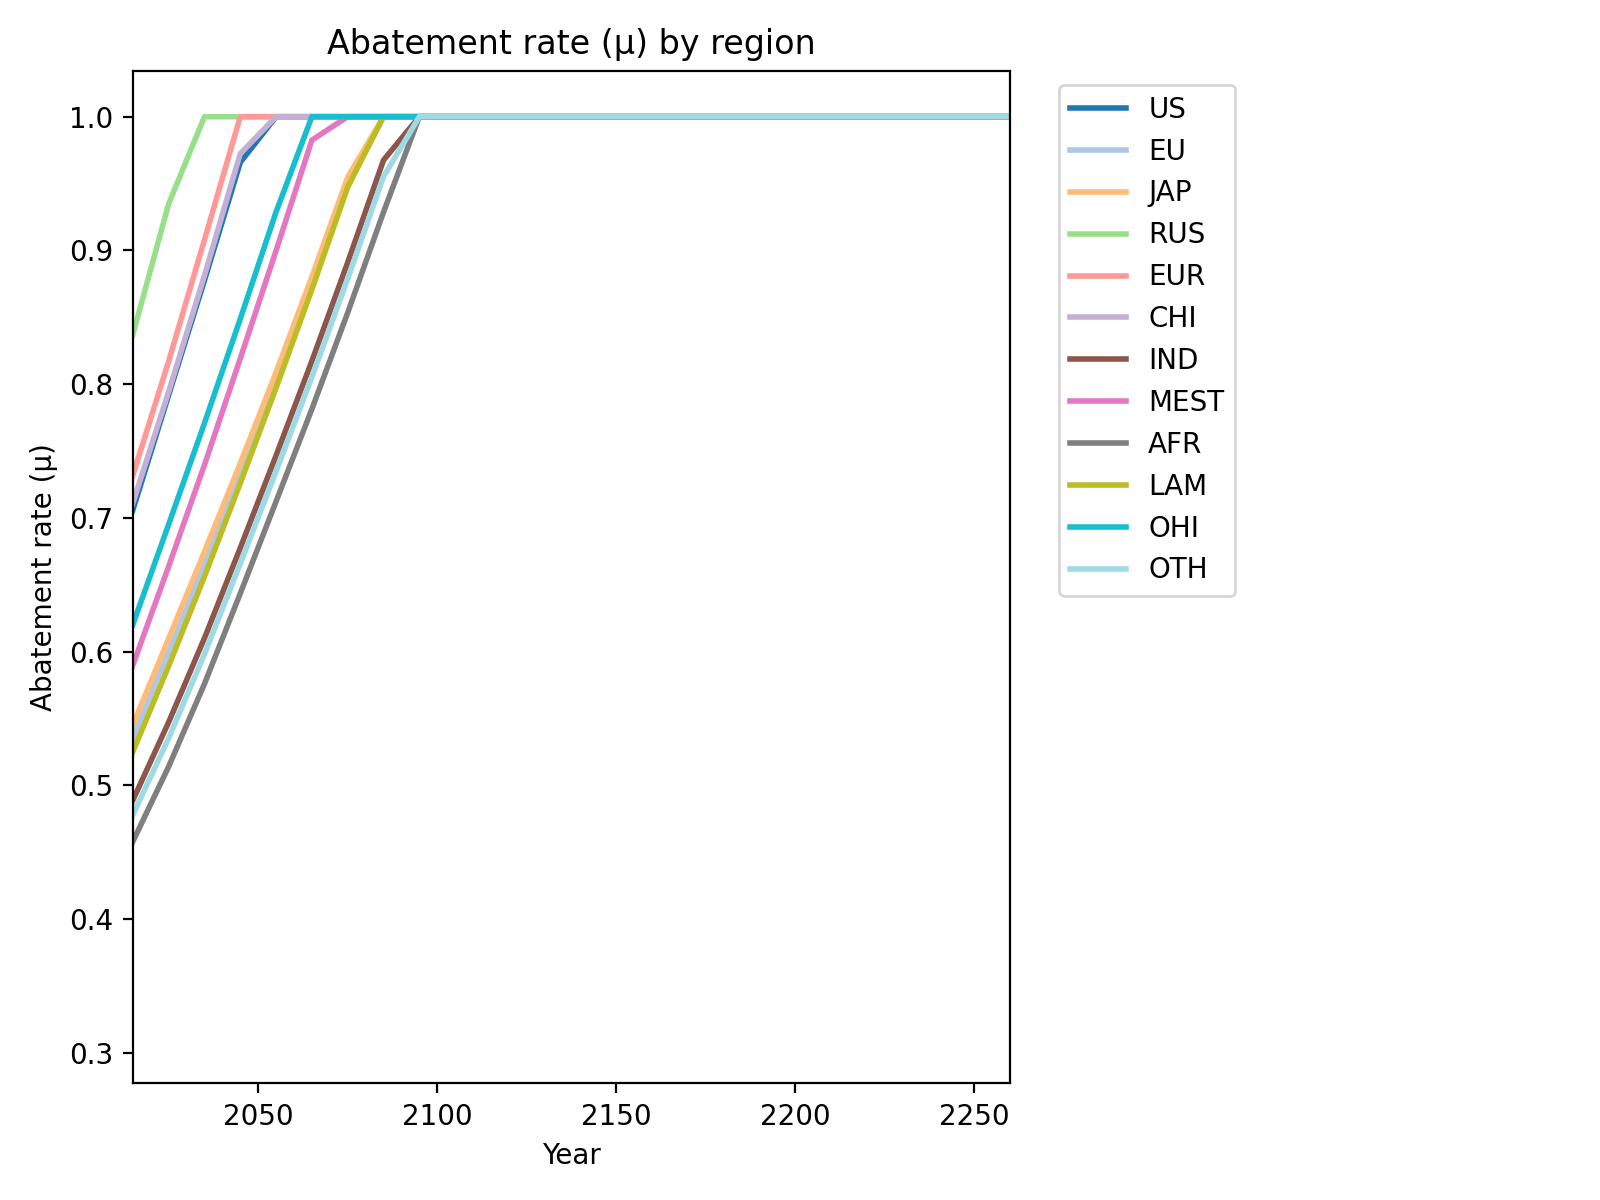 Abatement rate (μ) by region
Abatement rate (μ)
1.0
0.9
0.8
0.7
0.6
0.5
0.4
0.3
2050
2100
2150
2200
2250
Year
US
EU
JAP
RUS
EUR
CHI
IND
MEST
AFR
LAM
OHI
OTH